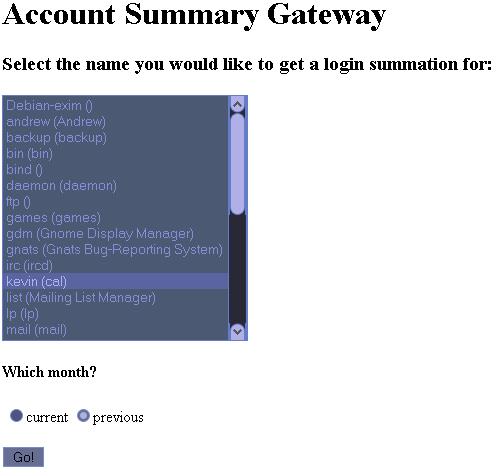 Account Summary Gateway
Select the name you would like to get a login summation for:
Debian-exim ()
andrew (Andrew)
backup (backup)
bin (bin)
bind ()
daemon (daemon)
ftp ()
games (games)
gdm (Gnome Display Manager)
gnats (Gnats Bug-Reporting System)
irc (ircd)
kevin (cal)
list (Mailing List Manager)
lp (lp)
mail (mail)
Which month?
current previous
Go!